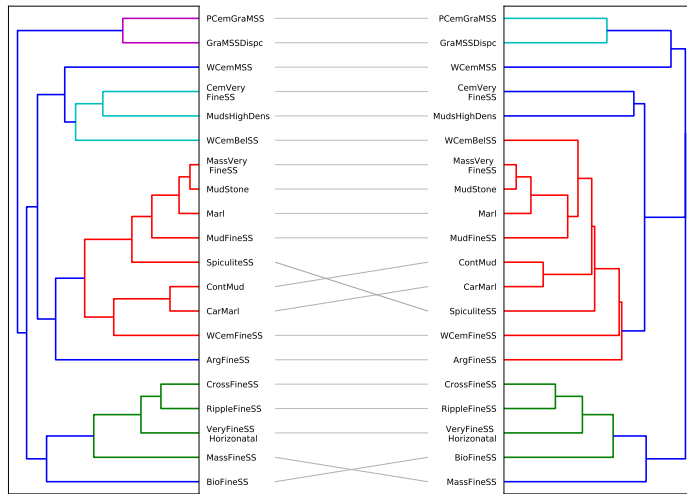 PCemGraMSS PCemGraMSS
GraMSSDispc GraMSSDispc
WCemMSS WCemMSS
CemVery CemVery
FineSS FineSS
MudsHighDens MudsHighDens
WCemBelSS WCemBelSS
MassVery MassVery
FineSS FineSS
MudStone MudStone
Marl Marl
MudFineSS MudFineSS
SpiculiteSS ContMud
ContMud CarMarl
CarMarl SpiculiteSS
WCemFineSS WCemFineSS
ArgFineSS ArgFineSS
CrossFineSS CrossFineSS
RippleFineSS RippleFineSS
VeryFineSS VeryFineSS
Horizonatal Horizonatal
MassFineSS BioFineSS
BioFineSS MassFineSS